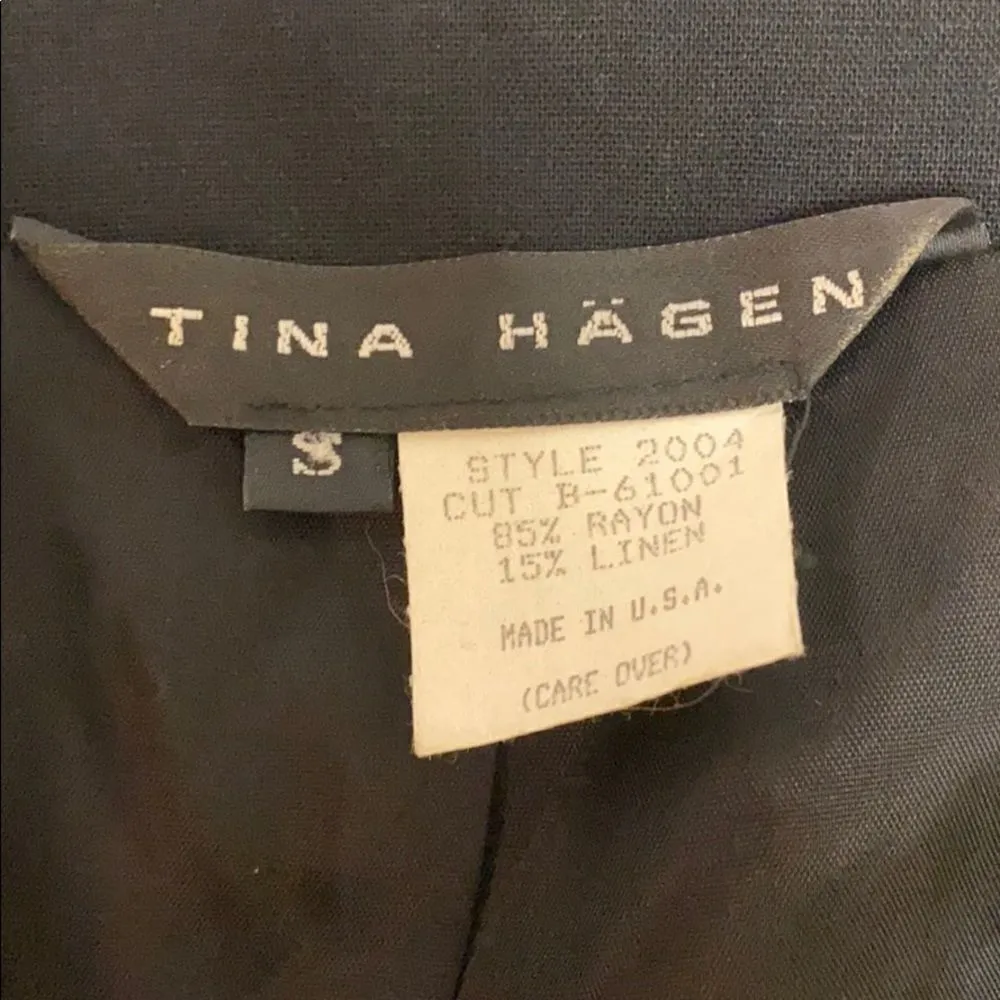 TINA HÄGEN
S
STYLE 2004
CUT B-61001
85% RAYON
15% LINEN
MADE IN U.S.A.
(CARE OVER)